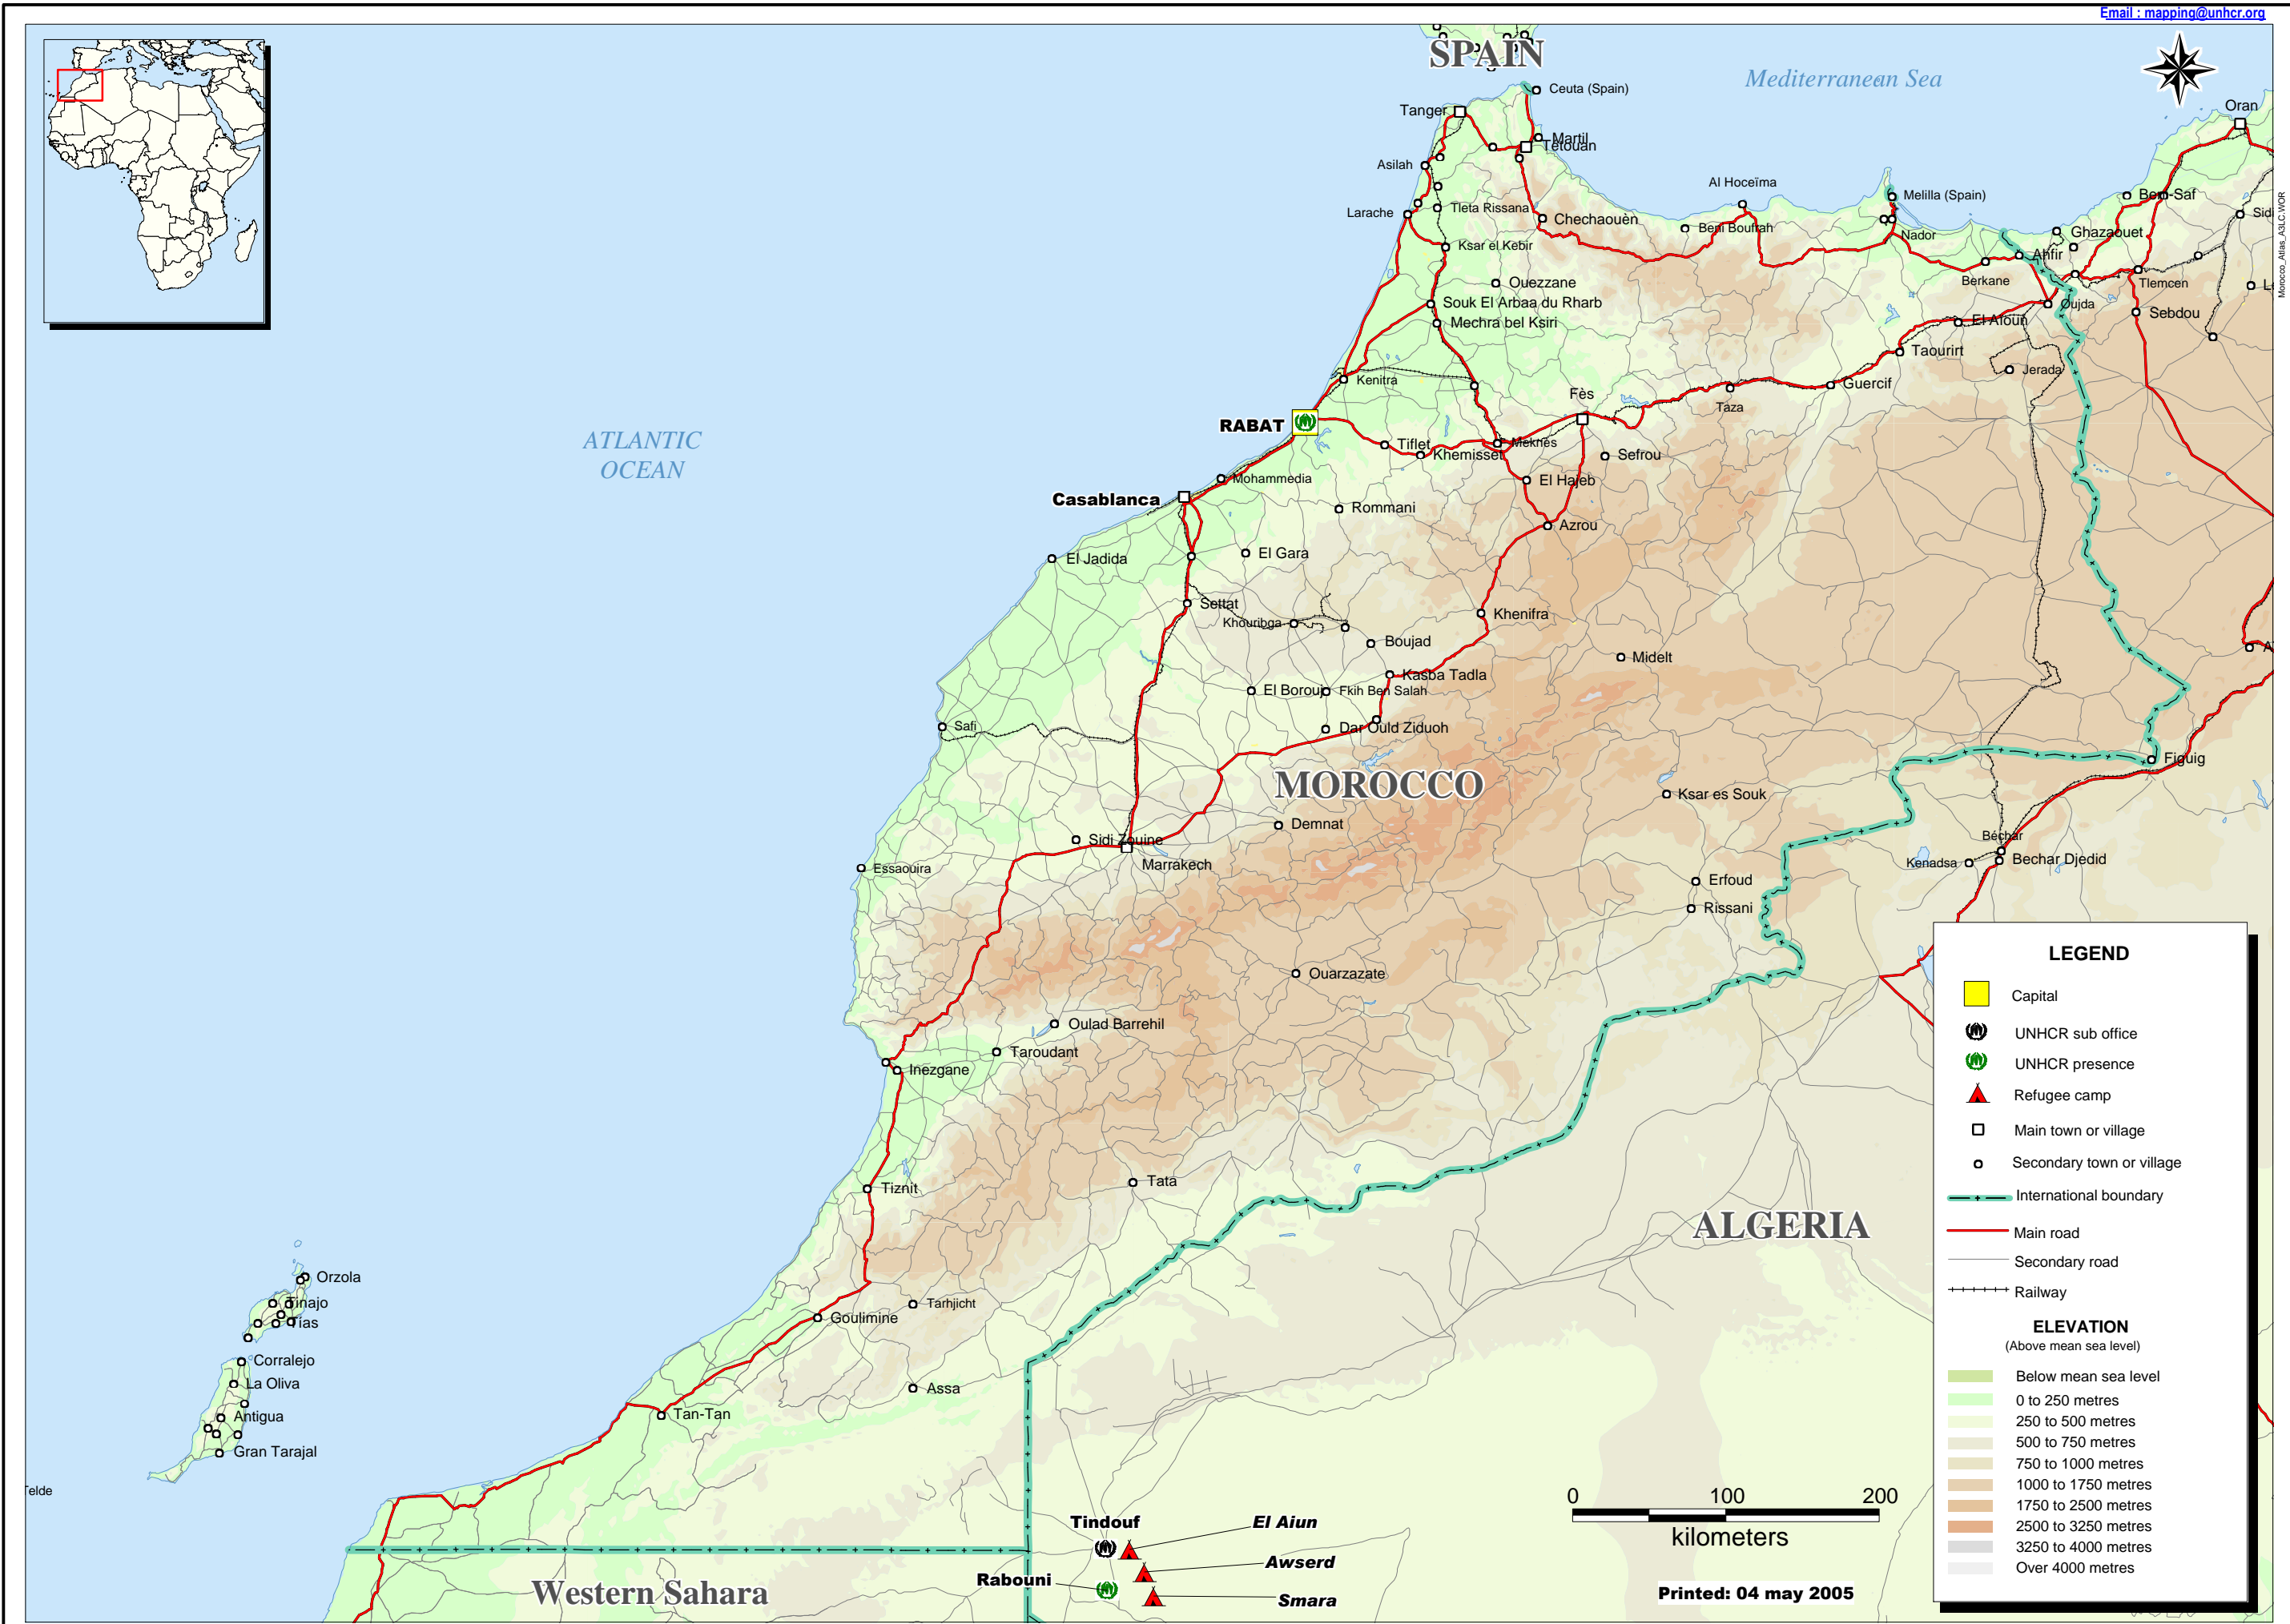 Email : mapping@unhcr.org
SPAIN
Mediterranean Sea
Ceuta (Spain)
Tanger
Oran
Martil
Tétouan
Asilah
Al Hoceïma
Melilla (Spain)
Beni-Saf
Larache
Tleta Rissana
Chechaouèn
Beni Boufrah
Nador
Ghazaouet
Sidi
Morocco_Atlas_A3LC.WOR
Ksar el Kebir
Ahfir
Berkane
Tlemcen
Ouezzane
Souk El Arbaa du Rharb
Oujda
Sebdou
Mechra bel Ksiri
El Aïoun
Taourirt
Jerada
Kenitra
Guercif
Taza
Fès
RABAT
Tiflet
Meknès
Khemisset
Sefrou
ATLANTIC
OCEAN
Mohammedia
El Hajeb
Casablanca
Rommani
Azrou
El Jadida
El Gara
Settat
Khouribga
Khenifra
Boujad
Midelt
Kasba Tadla
El Borouj
Fkih Ben Salah
Safi
Dar Ould Ziduoh
MOROCCO
Figuig
Ksar es Souk
Demnat
Sidi Zouine
Marrakech
Béchar
Bechar Djedid
Kenadsa
Essaouira
Erfoud
Rissani
Ouarzazate
Oulad Barrehil
Taroudant
Inezgane
Tata
Tiznit
ALGERIA
Orzola
Tinajo
Tías
Tarhjicht
Goulimine
Corralejo
La Oliva
Assa
Antigua
Tan-Tan
Gran Tarajal
Telde
Tindouf
El Aiun
Awserd
Rabouni
Smara
Western Sahara
0 100 200
kilometers
Printed: 04 may 2005
LEGEND
Capital
UNHCR sub office
UNHCR presence
Refugee camp
Main town or village
Secondary town or village
International boundary
Main road
Secondary road
Railway
ELEVATION
(Above mean sea level)
Below mean sea level
0 to 250 metres
250 to 500 metres
500 to 750 metres
750 to 1000 metres
1000 to 1750 metres
1750 to 2500 metres
2500 to 3250 metres
3250 to 4000 metres
Over 4000 metres